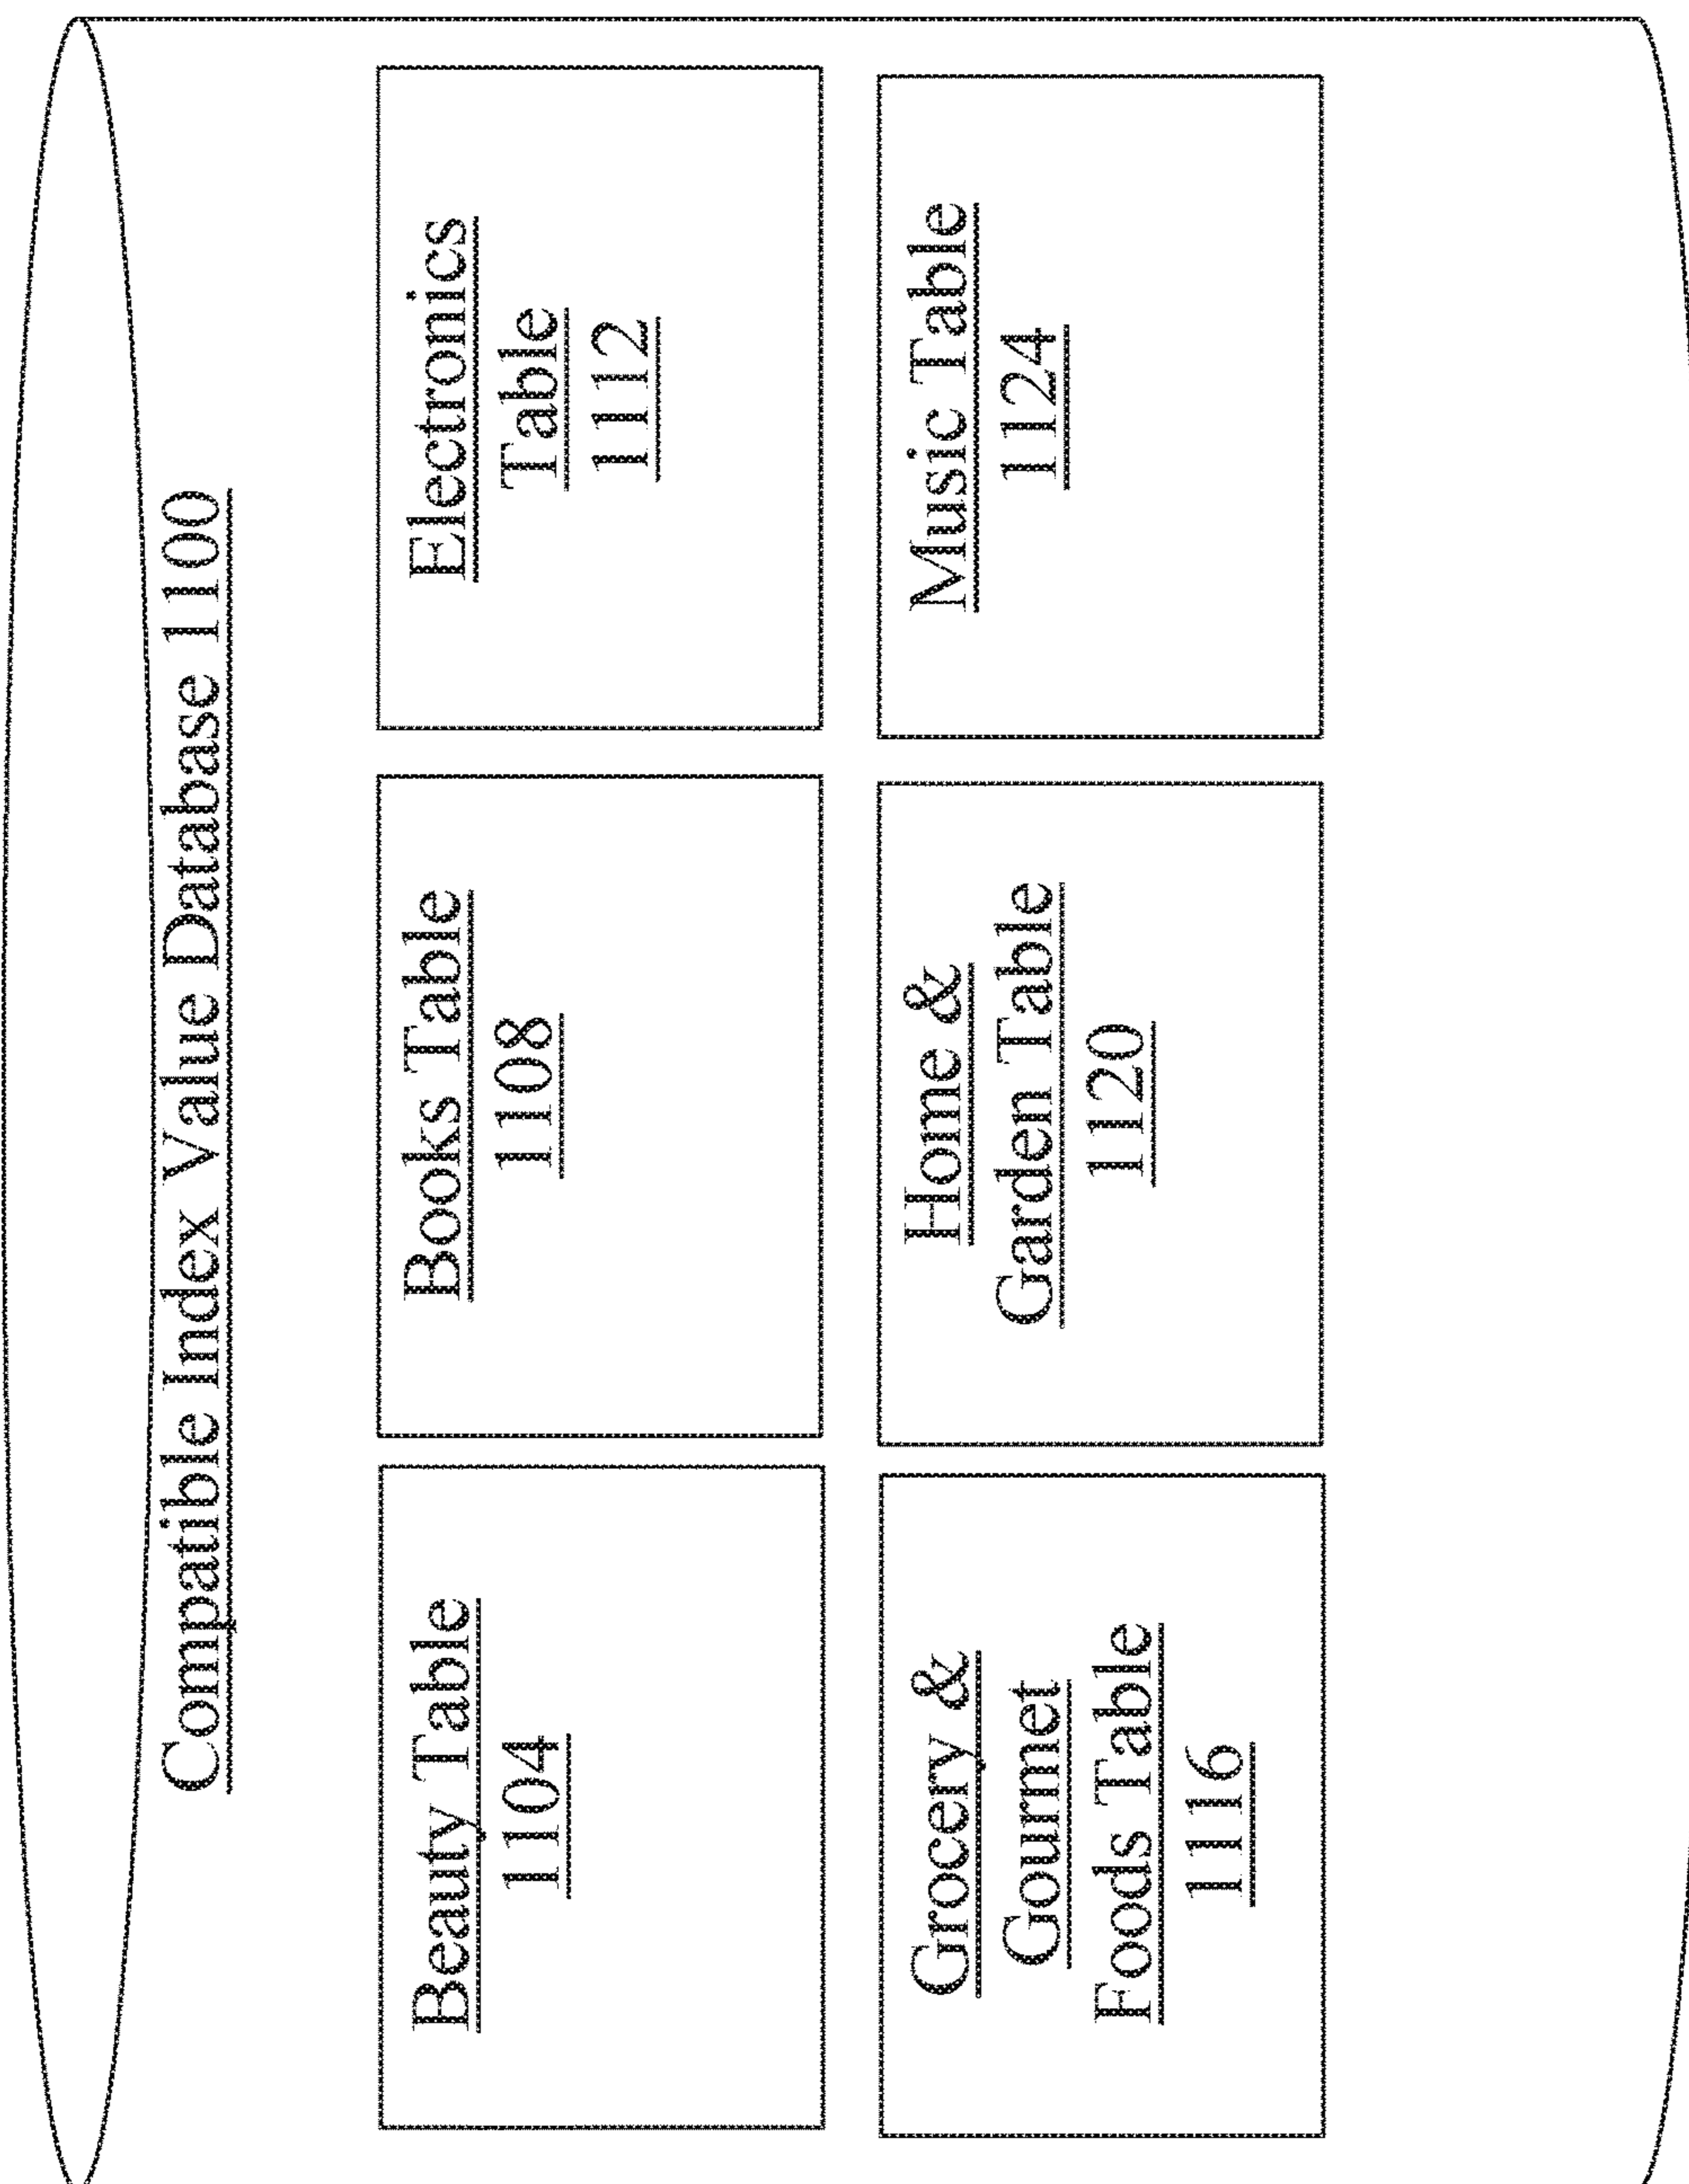 Compatible Index Value Database 1100
Beauty Table
1104
Books Table
1108
Electronics
Table
1112
Grocery &
Gourmet
Foods Table
1116
Home &
Garden Table
1120
Music Table
1124